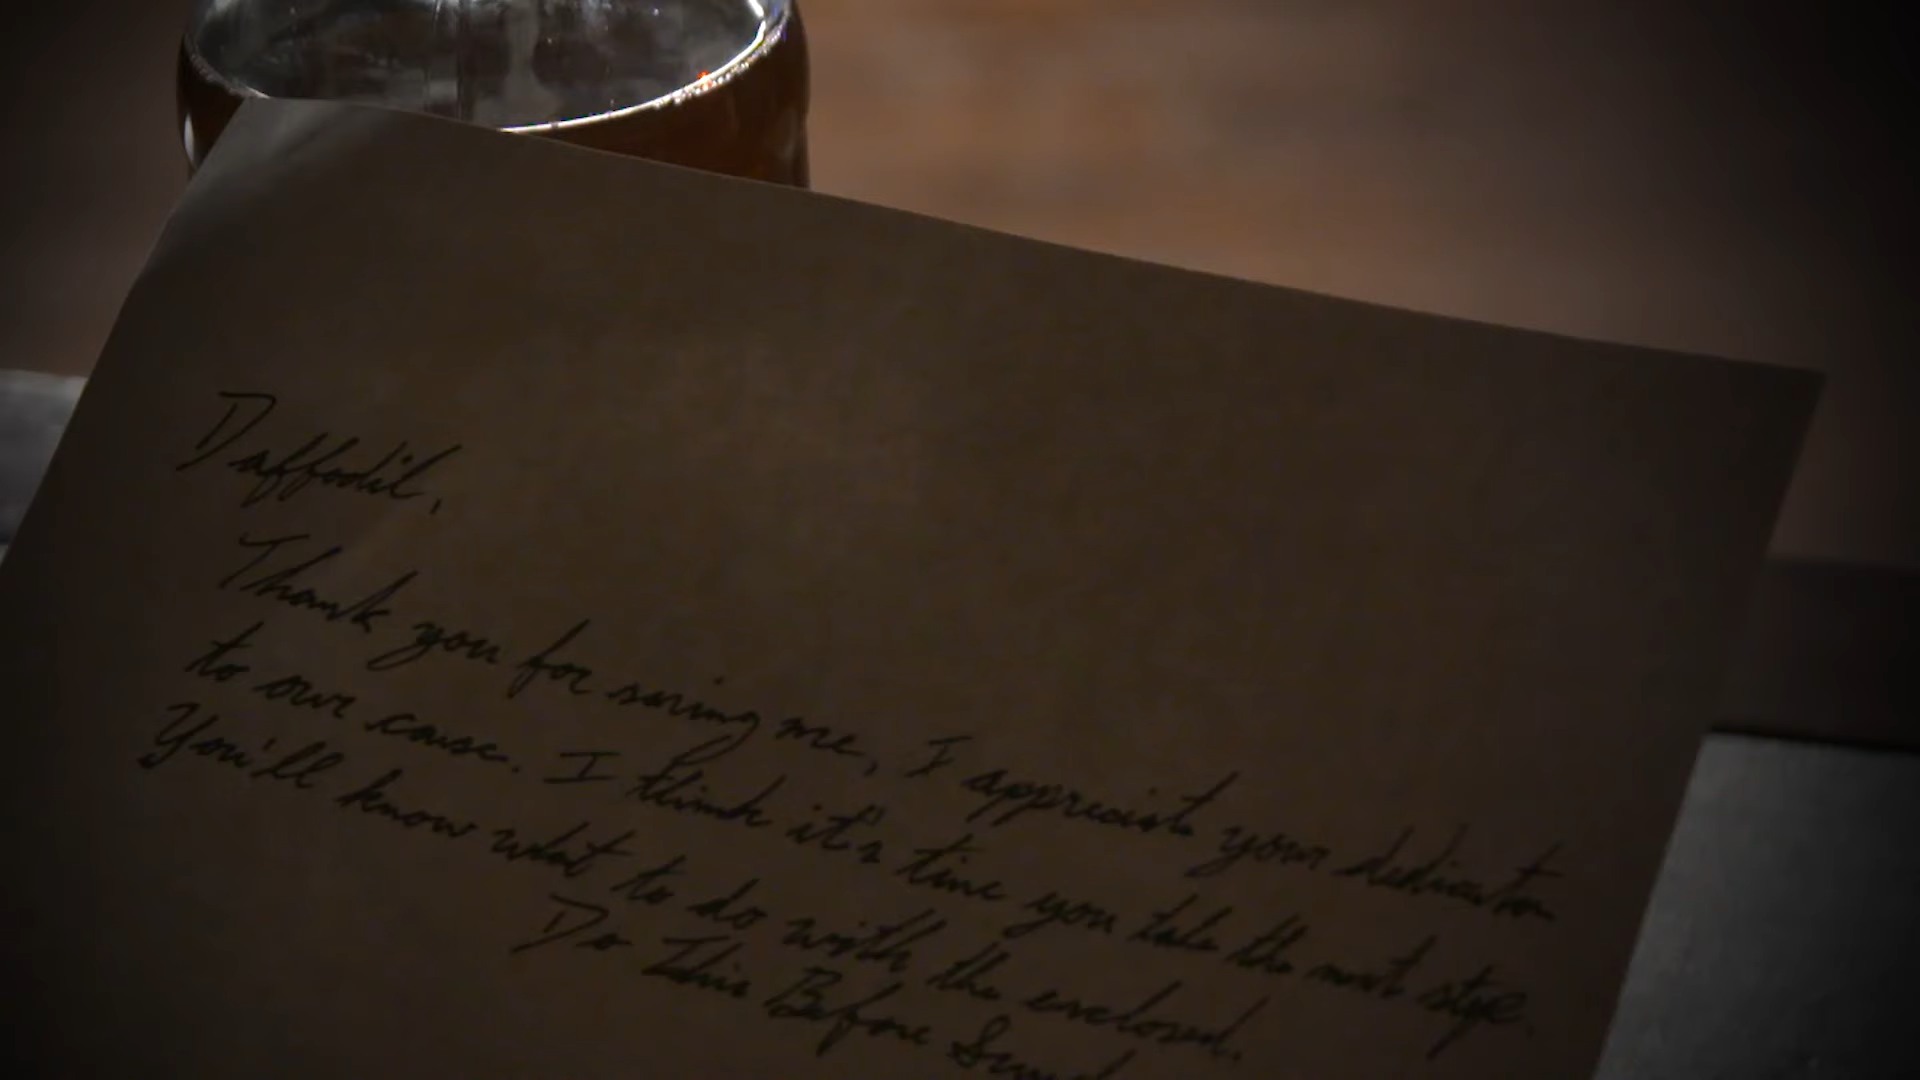 Daffodil,
Thank you for saving me, I appreciate your dedication
to our cause. I think it's time you take the next step.
You'll know what to do with the enclosed.
Do This Before